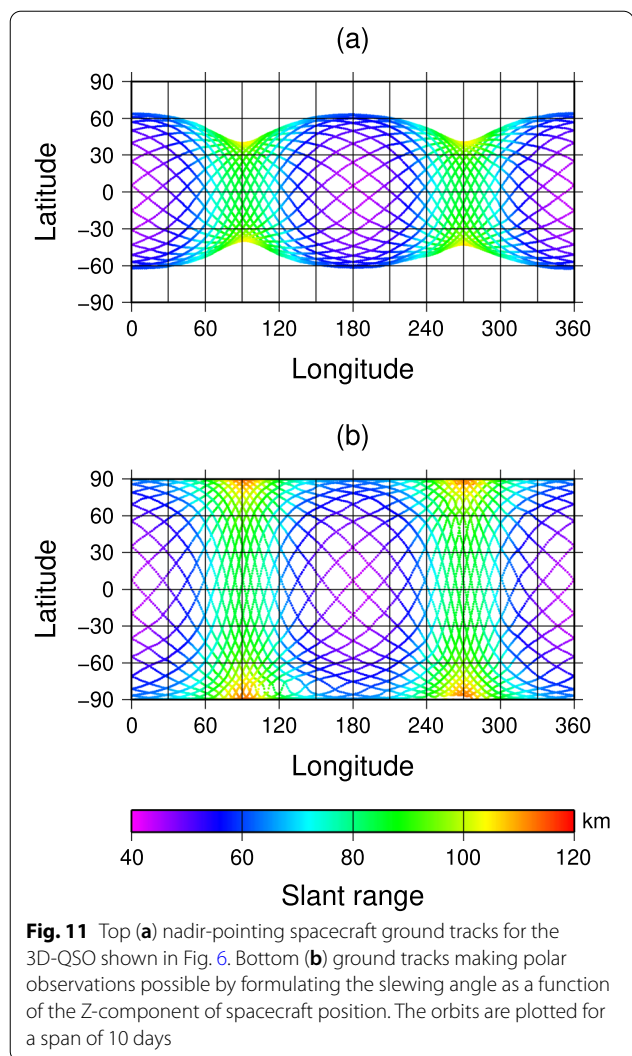 (a)
90
60
30
0
−30
−60
−90
Latitude
0 60 120 180 240 300 360
Longitude
(b)
90
60
30
0
−30
−60
−90
Latitude
0 60 120 180 240 300 360
Longitude
km
40 60 80 100 120
Slant range
Fig. 11 Top (a) nadir-pointing spacecraft ground tracks for the
3D-QSO shown in Fig. 6. Bottom (b) ground tracks making polar
observations possible by formulating the slewing angle as a function
of the Z-component of spacecraft position. The orbits are plotted for
a span of 10 days